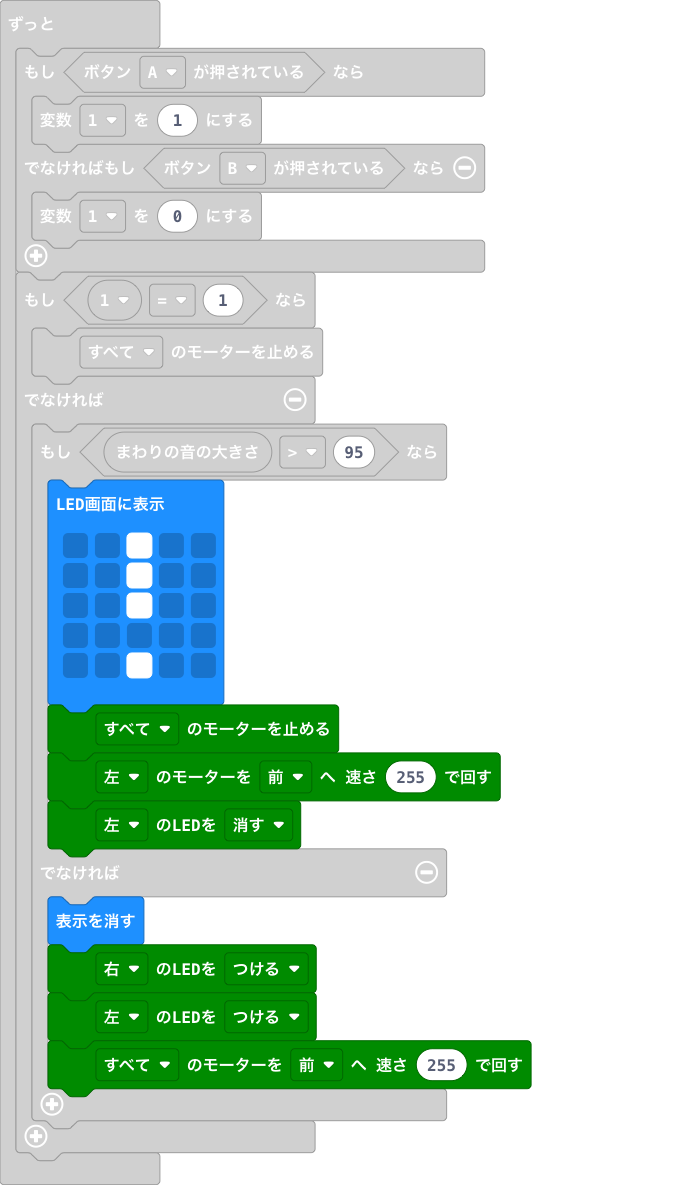 ずっと
もし ボタン A が押されている なら
変数 1 を 1 にする
でなければもし ボタン B が押されている なら
変数 1 を 0 にする
もし 1 = 1 なら
すべて のモーターを止める
でなければ
もし まわりの音の大きさ > 95 なら
LED画面に表示
すべて のモーターを止める
左 のモーターを 前 へ 速さ 255 で回す
左 のLEDを 消す
でなければ
表示を消す
右 のLEDを つける
左 のLEDを つける
すべて のモーターを 前 へ 速さ 255 で回す